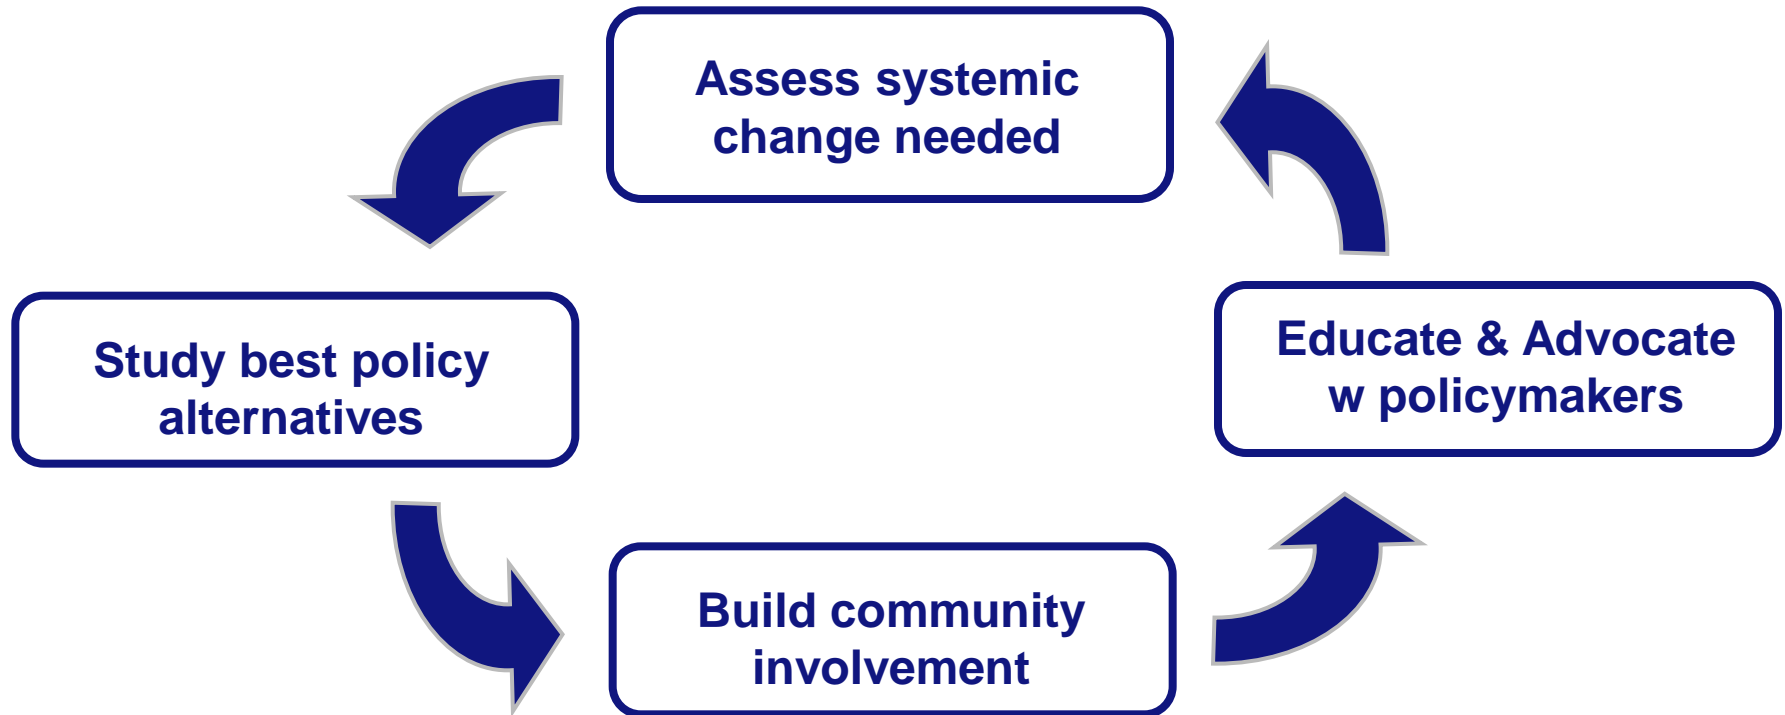 Assess systemic
change needed
Study best policy
alternatives
Educate & Advocate
w policymakers
Build community
involvement